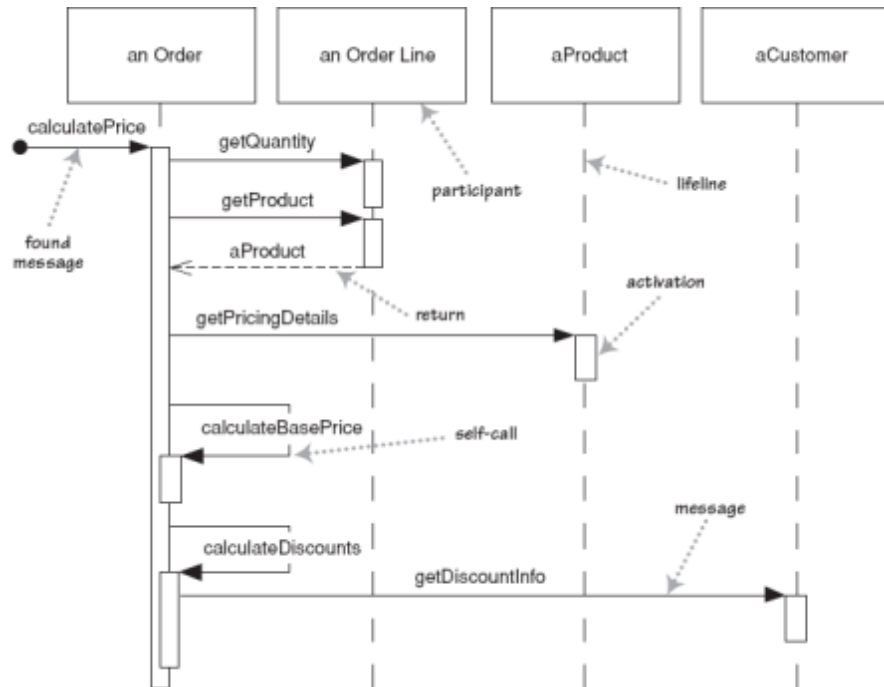 an Order
an Order Line
aProduct
aCustomer
calculatePrice
getQuantity
participant
lifeline
getProduct
found
message
aProduct
return
activation
getPricingDetails
calculateBasePrice
self-call
message
calculateDiscounts
getDiscountInfo